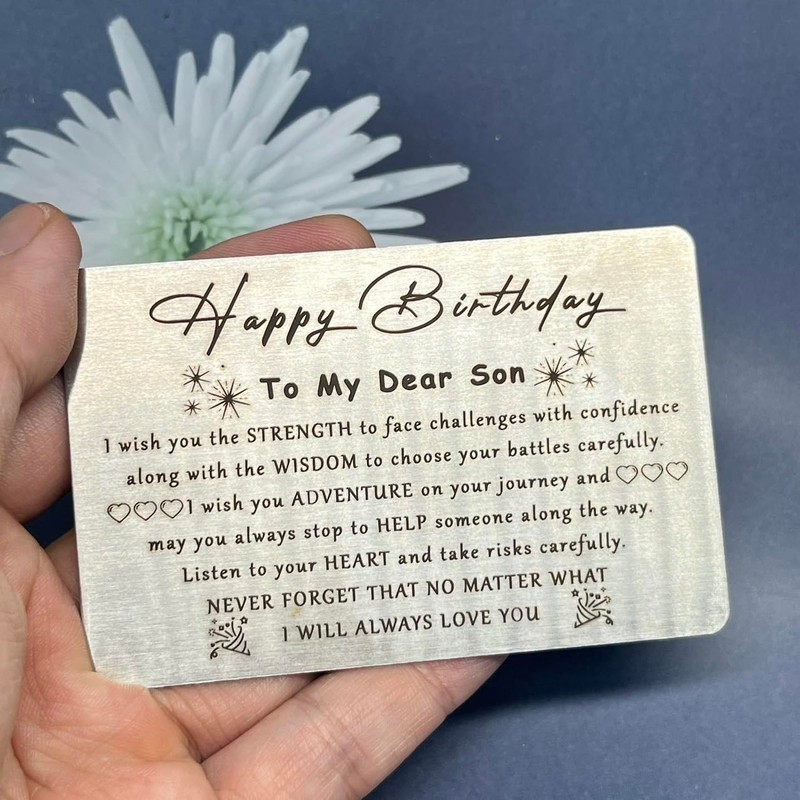 Happy Birthday
To My Dear Son
I wish you the STRENGTH to face challenges with confidence
along with the WISDOM to choose your battles carefully.
I wish you ADVENTURE on your journey and
may you always stop to HELP someone along the way.
Listen to your HEART and take risks carefully.
NEVER FORGET THAT NO MATTER WHAT
I WILL ALWAYS LOVE YOU